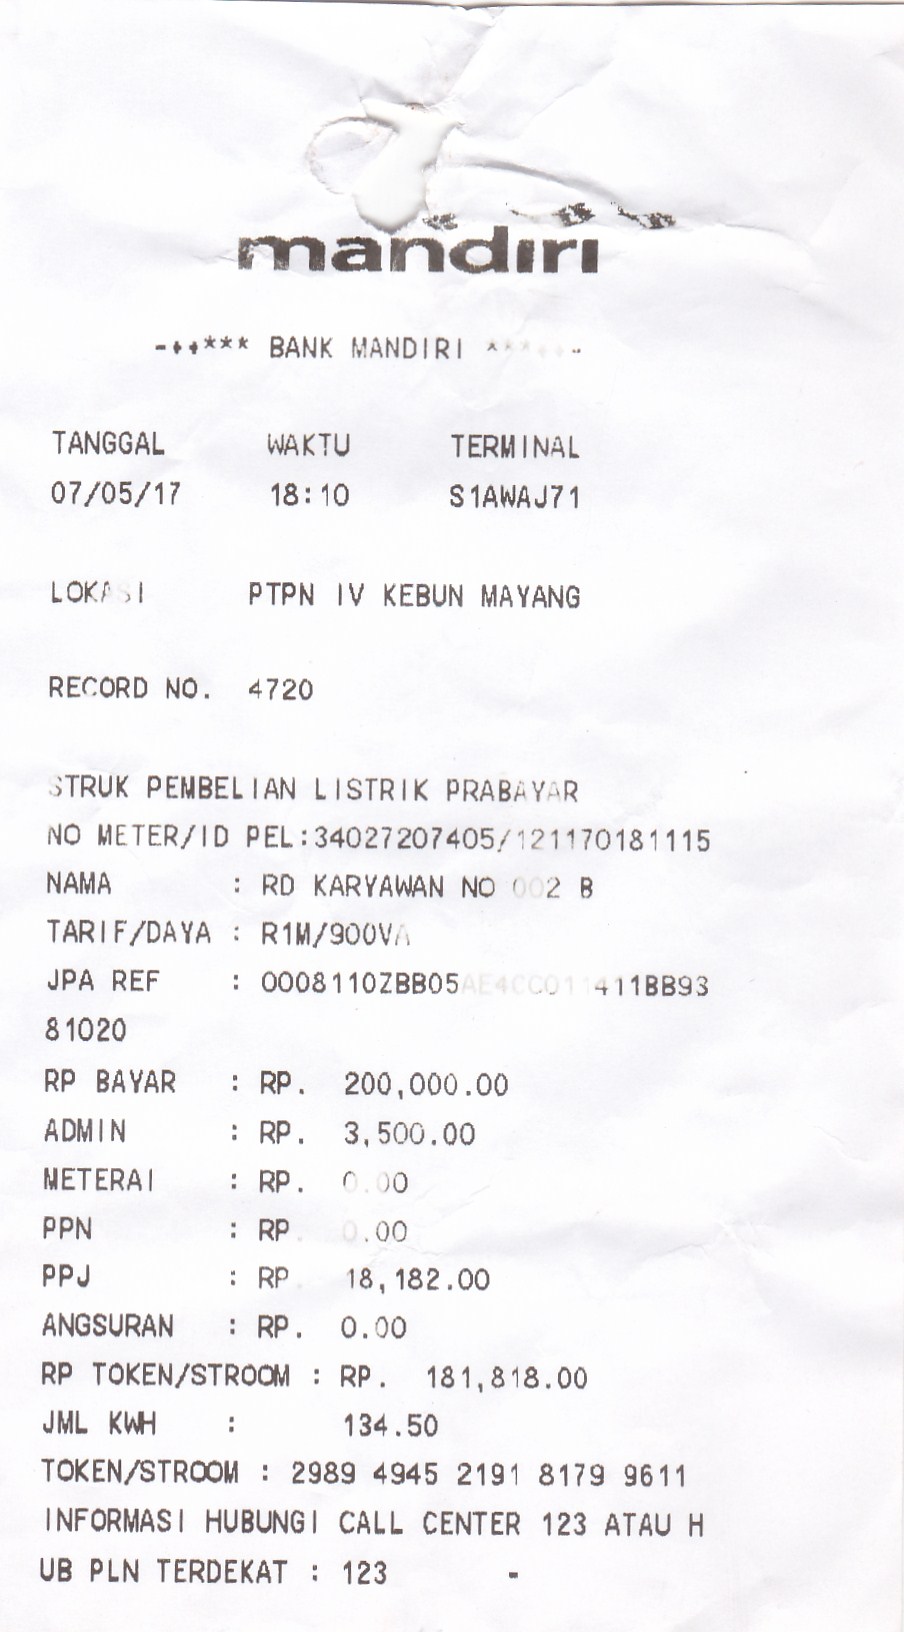 mandırı
-***** BANK MANDIRI *****-
TANGGAL WAKTU TERMINAL
07/05/17 18:10 S1AWAJ71
LOKASI PTPN IV KEBUN MAYANG
RECORD NO. 4720
STRUK PEMBELIAN LISTRIK PRABAYAR
NO METER/ID PEL:34027207405/121170181115
NAMA : RD KARYAWAN NO 002 B
TARIF/DAYA : R1M/900VA
JPA REF :
81020
RP BAYAR : RP. 200,000.00
ADMIN : RP. 3,500.00
METERAI : RP. 0.00
PPN : RP. 0.00
PPJ : RP. 18,182.00
ANGSURAN : RP. 0.00
RP TOKEN/STROOM : RP. 181,818.00
JML KWH : 134.50
TOKEN/STROOM : 2989 4945 2191 8179 9611
INFORMASI HUBUNGI CALL CENTER 123 ATAU H
UB PLN TERDEKAT : 123 -